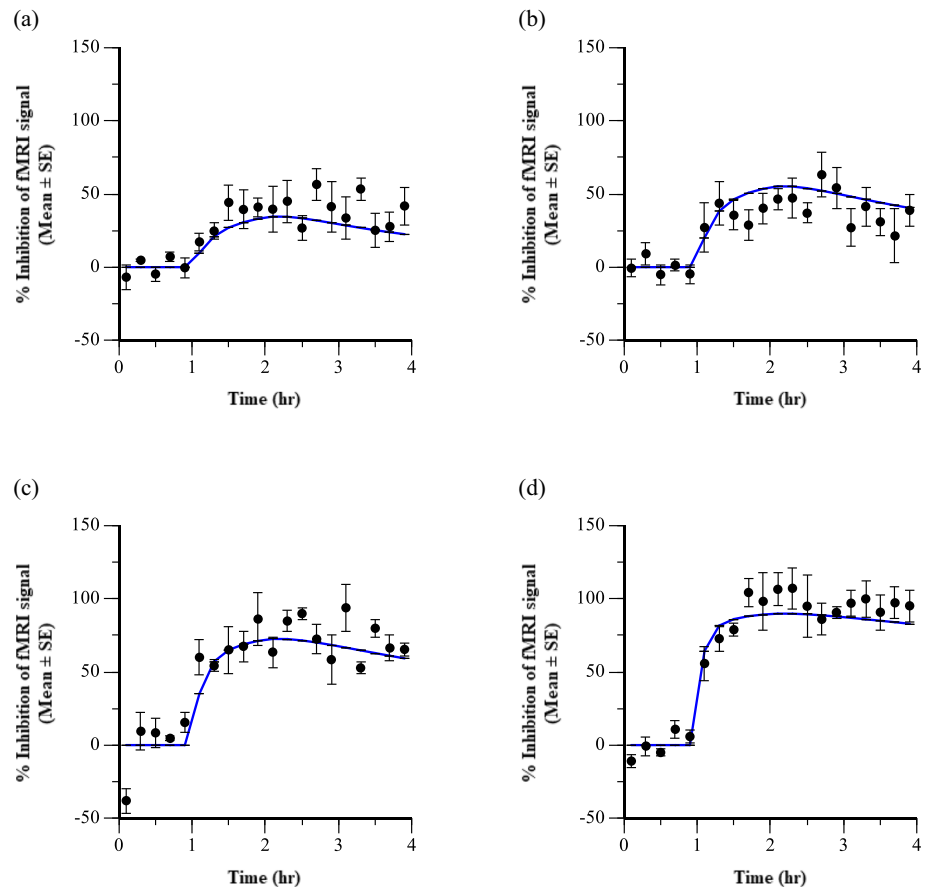 (a)
% Inhibition of fMRI signal
(Mean ± SE)
150
100
50
0
-50
0 1 2 3 4
Time (hr)
(b)
% Inhibition of fMRI signal
(Mean ± SE)
150
100
50
0
-50
0 1 2 3 4
Time (hr)
(c)
% Inhibition of fMRI signal
(Mean ± SE)
150
100
50
0
-50
0 1 2 3 4
Time (hr)
(d)
% Inhibition of fMRI signal
(Mean ± SE)
150
100
50
0
-50
0 1 2 3 4
Time (hr)